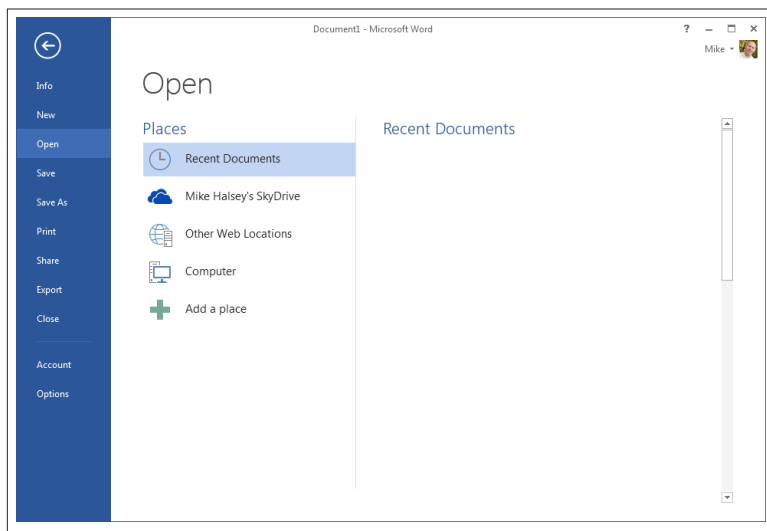 Document1 - Microsoft Word
?
Mike
Info
New
Open
Save
Save As
Print
Share
Export
Close
Account
Options
Open
Places
Recent Documents
Mike Halsey's SkyDrive
Other Web Locations
Computer
Add a place
Recent Documents